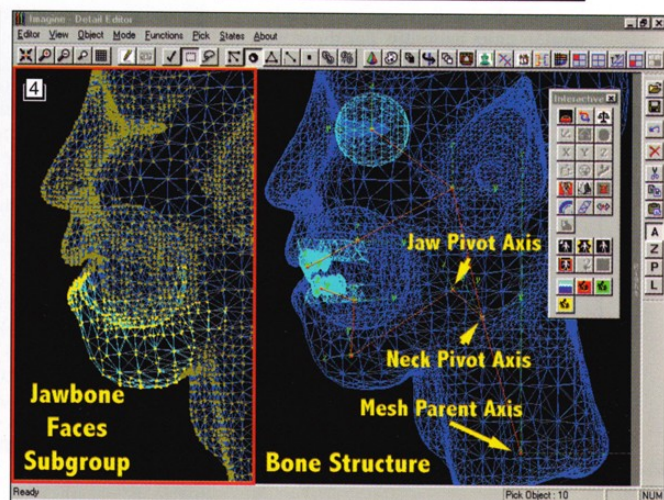 Imagine - Detail Editor
Editor View Object Mode Functions Pick States About
4
Interactive
X Y Z
A
Z
P
L
Jaw Pivot Axis
Neck Pivot Axis
Mesh Parent Axis
Jawbone
Faces
Subgroup
Bone Structure
Ready
Pick Object : 10
NUM